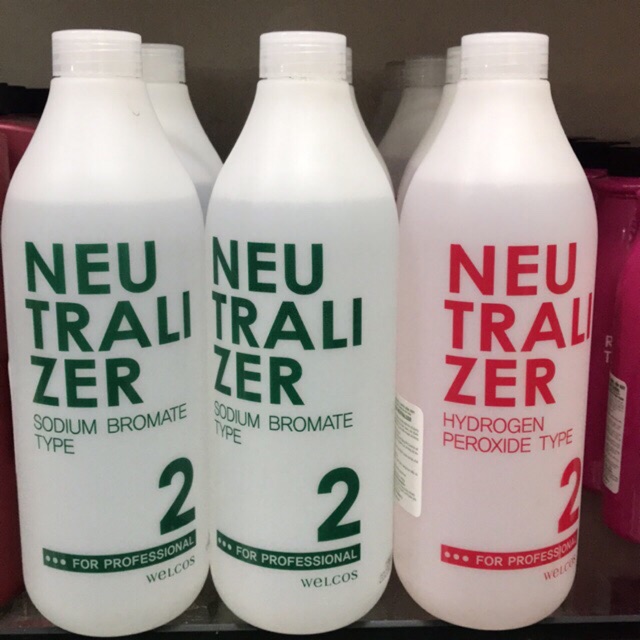 NEU
TRALI
ZER
SODIUM BROMATE
TYPE
2
FOR PROFESSIONAL
WeLCOS
NEU
TRALI
ZER
SODIUM BROMATE
TYPE
2
FOR PROFESSIONAL
WeLCOS
NEU
TRALI
ZER
HYDROGEN
PEROXIDE TYPE
2
FOR PROFESSIONAL
WeLCOS